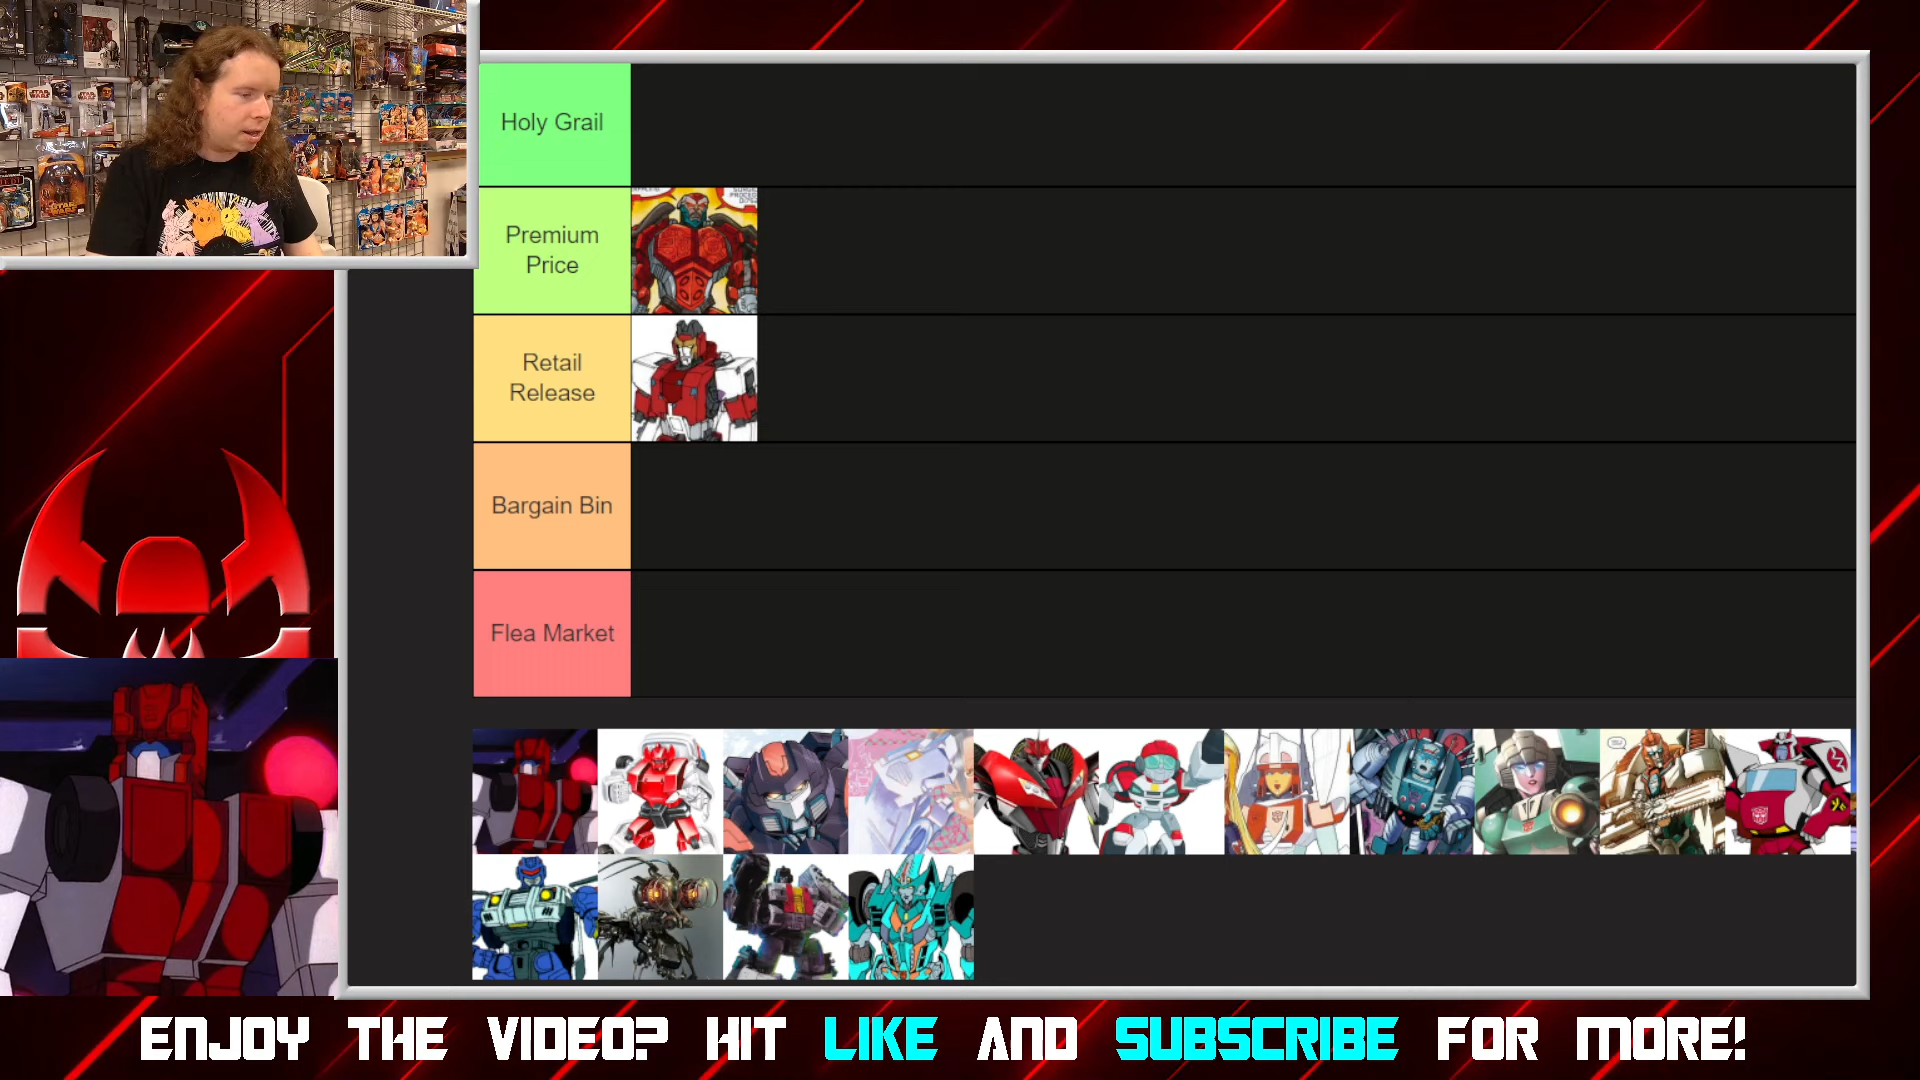 Holy Grail
Premium
Price
Retail
Release
Bargain Bin
Flea Market
ENJOY THE VIDEO? HIT LIKE AND SUBSCRIBE FOR MORE!